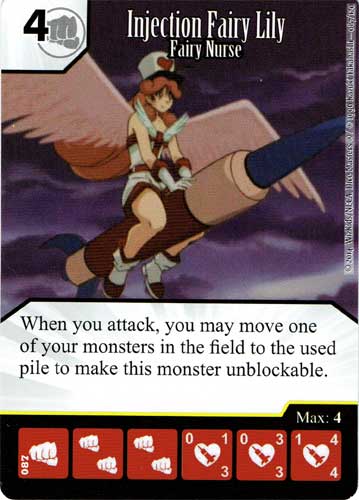 4
Injection Fairy Lily
Fairy Nurse
When you attack, you may move one
of your monsters in the field to the used
pile to make this monster unblockable.
Max: 4
087
0 1 3
0 3 3
1 4 4